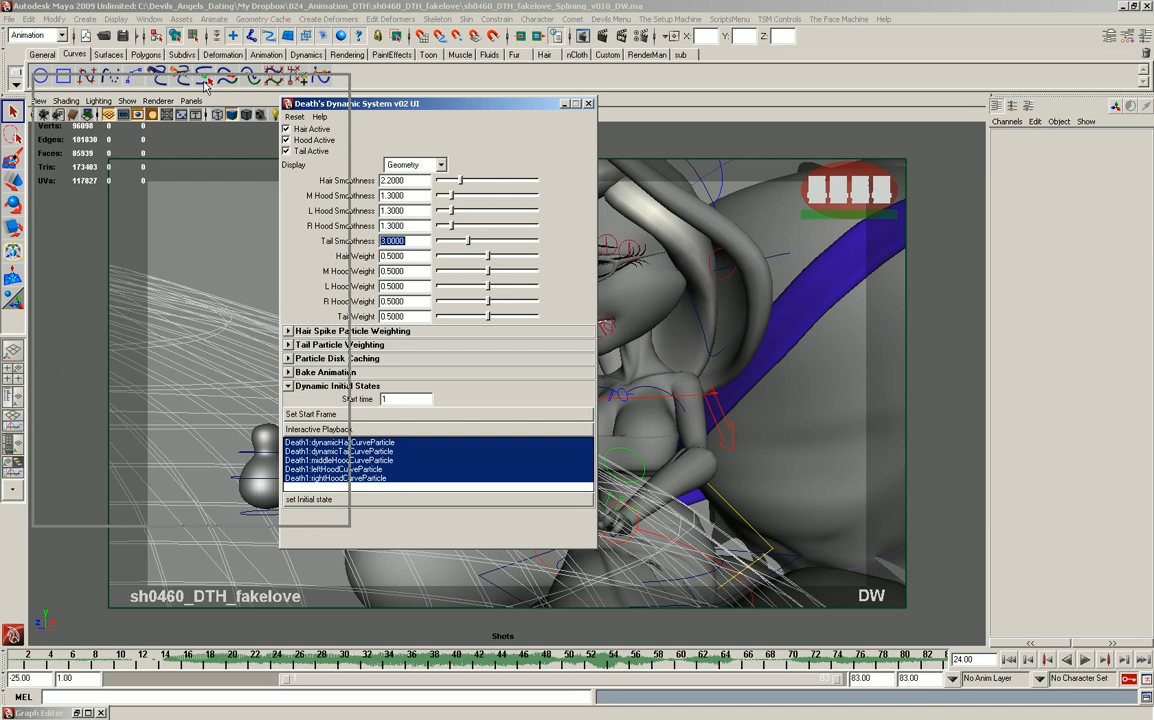 Autodesk Maya 2009 Unlimited: C:\Devils_Angels_Dating\My Dropbox\024_Animation_DTH\sh0460_DTH_fakelove\sh0460_DTH_fakelove_Splining_v010_DW.ma
File Edit Modify Create Display Window Assets Animate Geometry Cache Create Deformers Edit Deformers Skeleton Skin Constrain Character Comet Devils Menu The Setup Machine ScriptsMenu TSM Controls The Face Machine Help
Animation X: Y: Z:
General Curves Surfaces Polygons Subdivs Deformation Animation Dynamics Rendering PaintEffects Toon Muscle Fluids Fur Hair nCloth Custom RenderMan sub
View Shading Lighting Show Renderer Panels
Channels Edit Object Show
Verts: 96098 0 0
Edges: 181830 0 0
Faces: 85939 0 0
Tris: 173403 0 0
UVs: 117827 0 0
Death's Dynamic System v02 UI
Reset Help
Hair Active
Hood Active
Tail Active
Display Geometry
Hair Smoothness 2.2000
M Hood Smoothness 1.3000
L Hood Smoothness 1.3000
R Hood Smoothness 1.3000
Tail Smoothness 3.0000
Hair Weight 0.5000
M Hood Weight 0.5000
L Hood Weight 0.5000
R Hood Weight 0.5000
Tail Weight 0.5000
Hair Spike Particle Weighting
Tail Particle Weighting
Particle Disk Caching
Bake Animation
Dynamic Initial States
Start time 1
Set Start Frame
Interactive Playback
Death1:dynamicHairCurveParticle
Death1:dynamicTailCurveParticle
Death1:middleHoodCurveParticle
Death1:leftHoodCurveParticle
Death1:rightHoodCurveParticle
set Initial state
sh0460_DTH_fakelove DW
Shots
2 4 6 8 10 12 14 16 18 20 22 24 26 28 30 32 34 36 38 40 42 44 46 48 50 52 54 56 58 60 62 64 66 68 70 72 74 76 78 80 82 8 24.00
-25.00 1.00 1 83 83.00 83.00 No Anim Layer No Character Set
MEL
Graph Editor